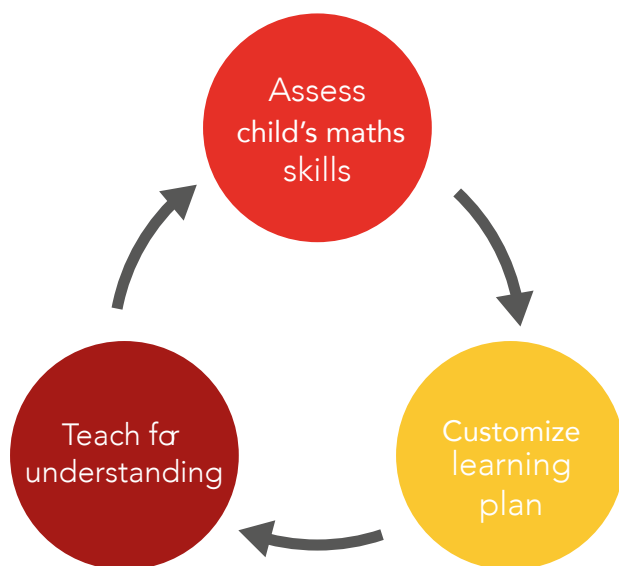 Assess
child's maths
skills
Customize
learning
plan
Teach for
understanding